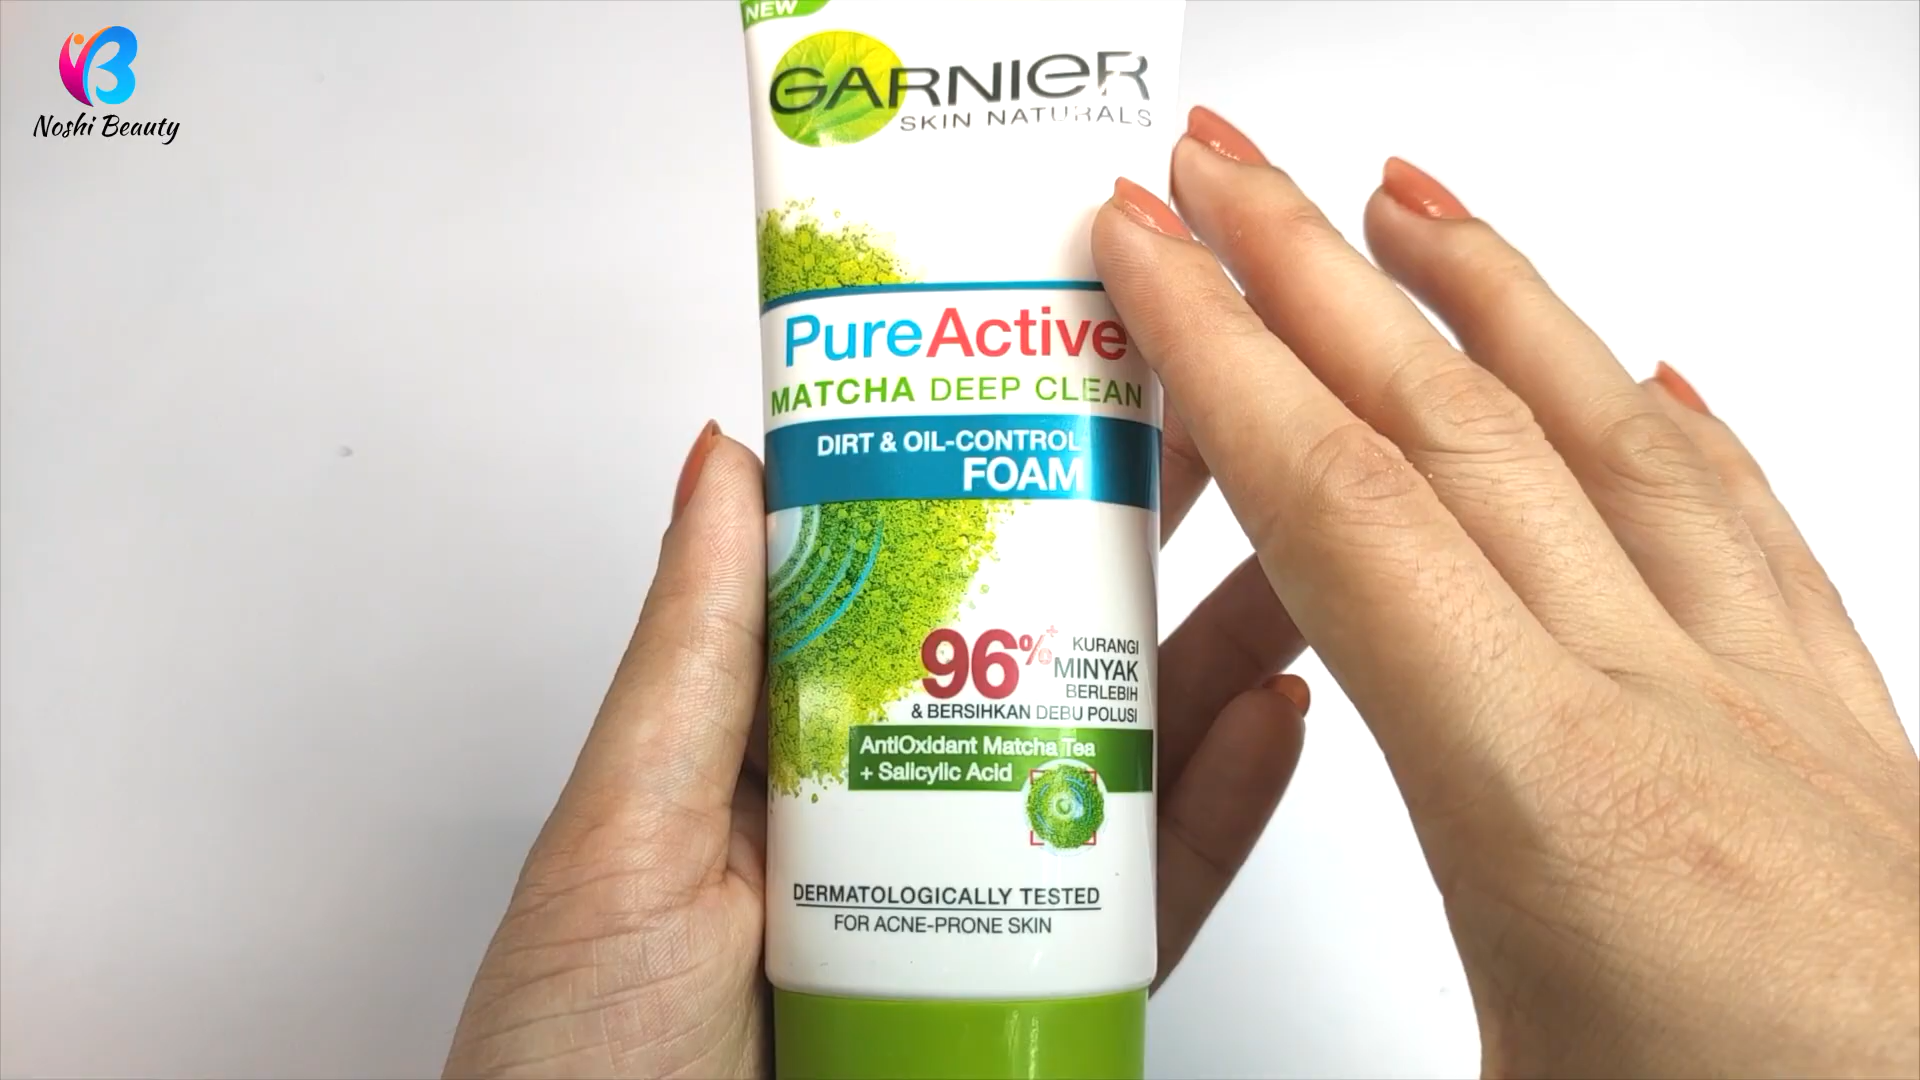 Noshi Beauty
NEW
GARNIER
SKIN NATURALS
PureActive
MATCHA DEEP CLEAN
DIRT & OIL-CONTROL
FOAM
96%+
KURANGI
MINYAK
BERLEBIH
& BERSIHKAN DEBU POLUSI
AntiOxidant Matcha Tea
+ Salicylic Acid
DERMATOLOGICALLY TESTED
FOR ACNE-PRONE SKIN